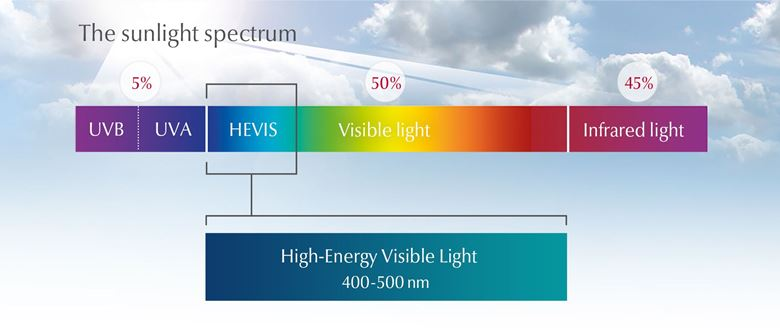 The sunlight spectrum
5% 50% 45%
UVB UVA HEVIS Visible light Infrared light
High-Energy Visible Light
400-500 nm